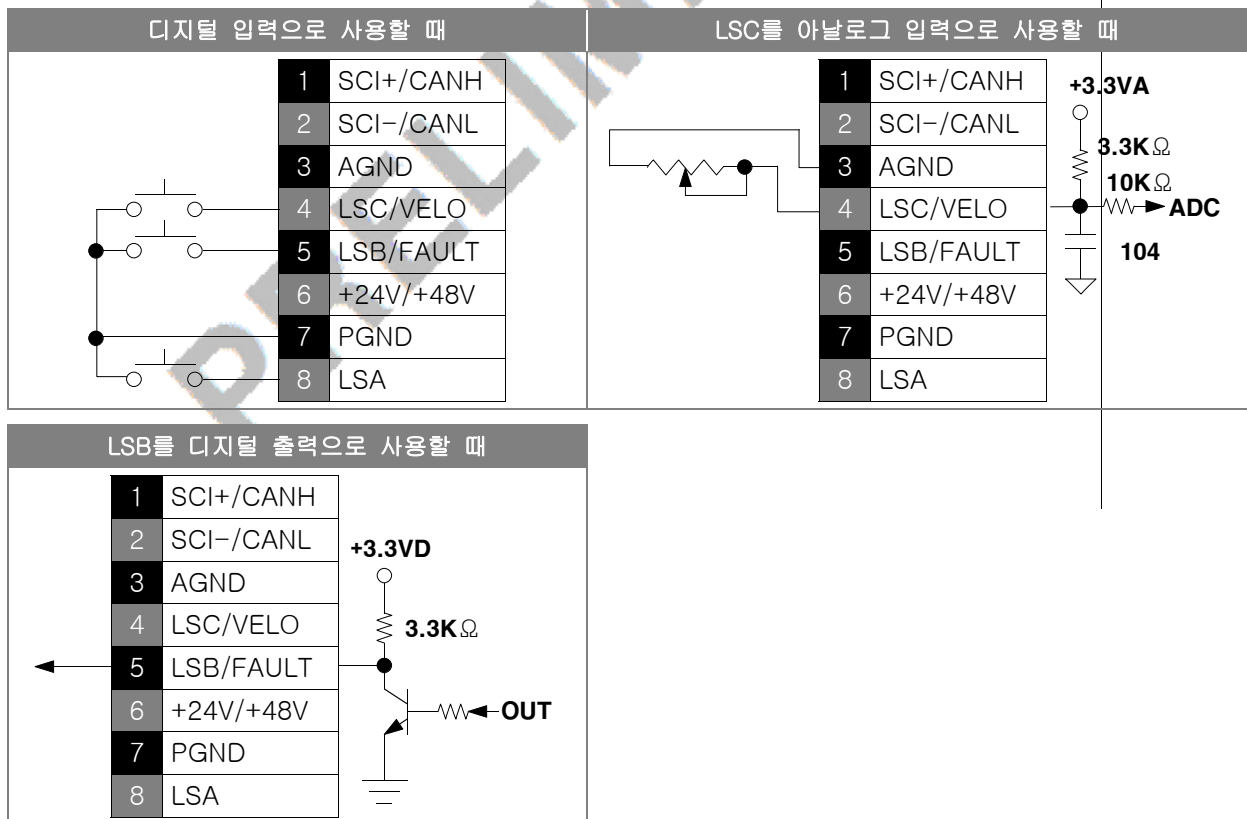 디지털 입력으로 사용할 때
1 SCI+/CANH
2 SCI-/CANL
3 AGND
4 LSC/VELO
5 LSB/FAULT
6 +24V/+48V
7 PGND
8 LSA
LSC를 아날로그 입력으로 사용할 때
1 SCI+/CANH
2 SCI-/CANL
3 AGND
4 LSC/VELO
5 LSB/FAULT
6 +24V/+48V
7 PGND
8 LSA
+3.3VA
3.3KΩ
10KΩ
ADC
104
LSB를 디지털 출력으로 사용할 때
1 SCI+/CANH
2 SCI-/CANL
3 AGND
4 LSC/VELO
5 LSB/FAULT
6 +24V/+48V
7 PGND
8 LSA
+3.3VD
3.3KΩ
OUT